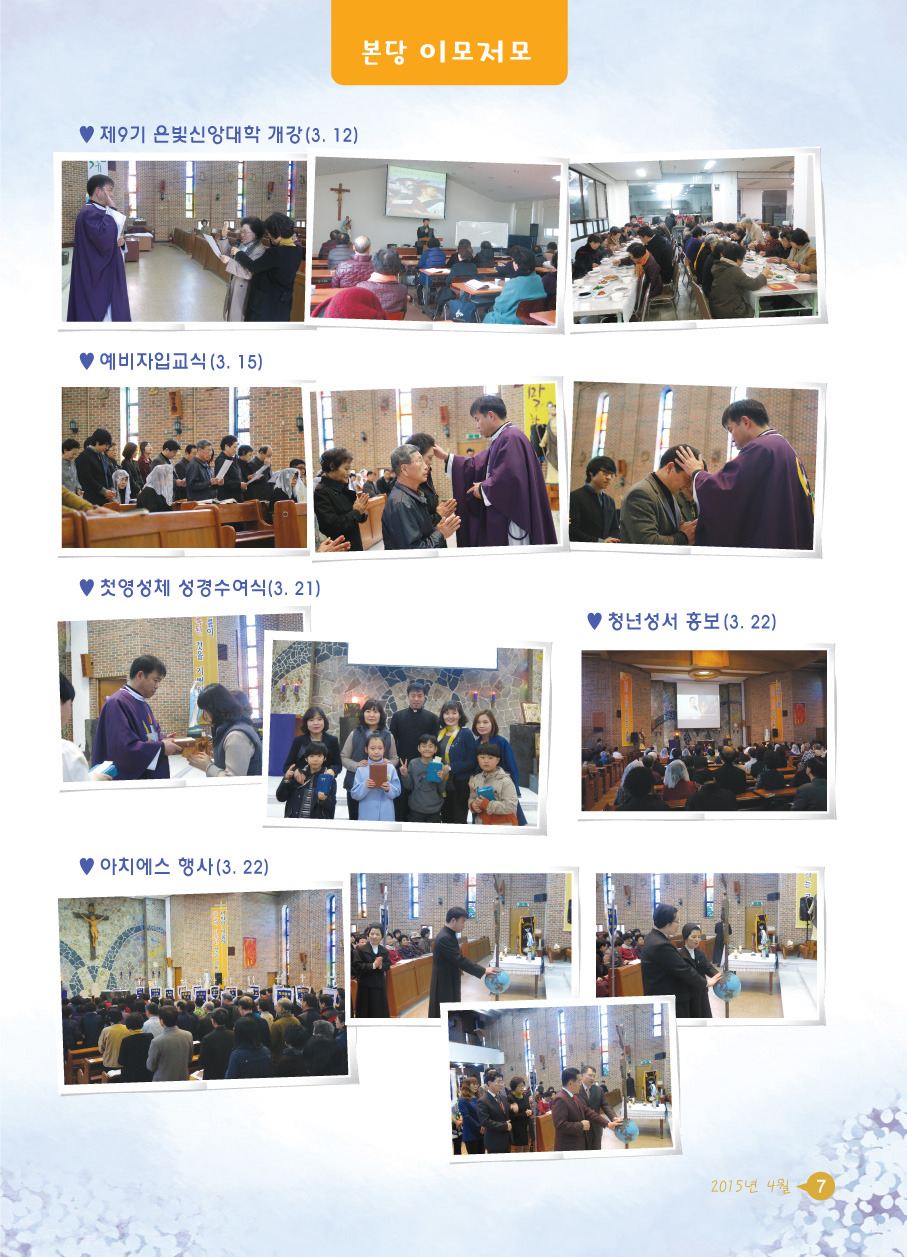 본당 이모저모
♥ 제9기 은빛신앙대학 개강(3. 12)
♥ 예비자입교식(3. 15)
♥ 첫영성체 성경수여식(3. 21)
♥ 청년성서 홍보(3. 22)
♥ 아치에스 행사(3. 22)
2015년 4월 7